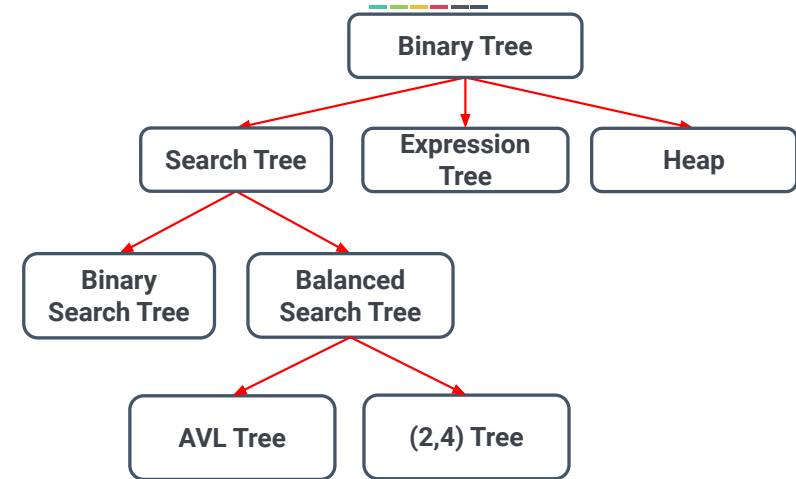 Binary Tree
Search Tree
Expression
Tree
Heap
Binary
Search Tree
Balanced
Search Tree
AVL Tree
(2,4) Tree